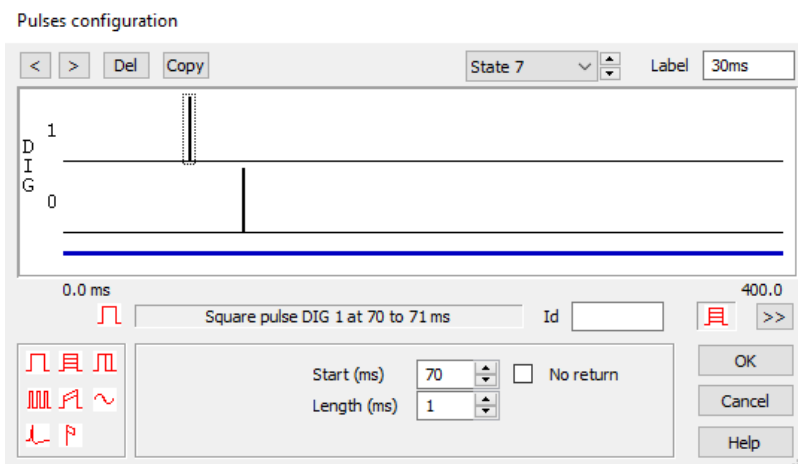 Pulses configuration
< > Del Copy State 7 Label 30ms
1
DIG
0
0.0 ms 400.0
Square pulse DIG 1 at 70 to 71 ms Id >>
Start (ms) 70 No return OK
Length (ms) 1 Cancel
Help